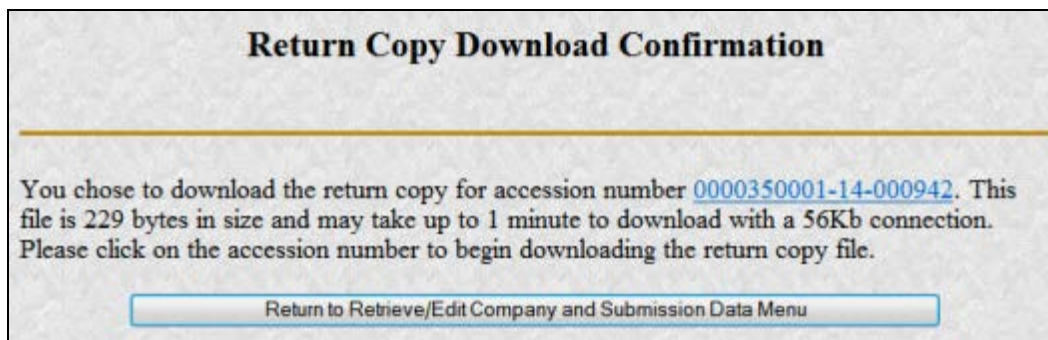 Return Copy Download Confirmation
You chose to download the return copy for accession number 0000350001-14-000942. This
file is 229 bytes in size and may take up to 1 minute to download with a 56Kb connection.
Please click on the accession number to begin downloading the return copy file.
Return to Retrieve/Edit Company and Submission Data Menu